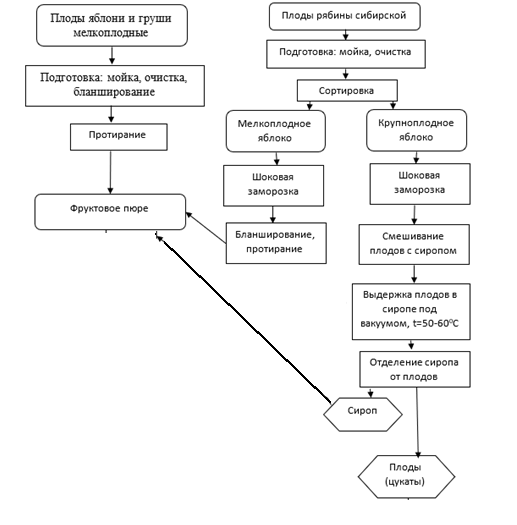 Плоды яблони и груши
мелкоплодные
Подготовка: мойка, очистка,
бланширование
Протирание
Фруктовое пюре
Плоды рябины сибирской
Подготовка: мойка, очистка
Сортировка
Мелкоплодное
яблоко
Шоковая
заморозка
Бланширование,
протирание
Крупноплодное
яблоко
Шоковая
заморозка
Смешивание
плодов с сиропом
Выдержка плодов в
сиропе под
вакуумом, t=50-60⁰С
Отделение сиропа
от плодов
Сироп
Плоды
(цукаты)